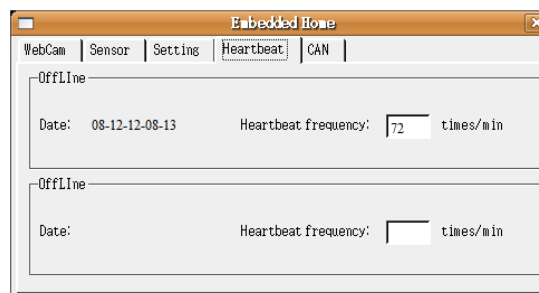 Embedded Home
WebCam Sensor Setting Heartbeat CAN
OffLIne
Date: 08-12-12-08-13 Heartbeat frequency: 72 times/min
OffLIne
Date: Heartbeat frequency: times/min